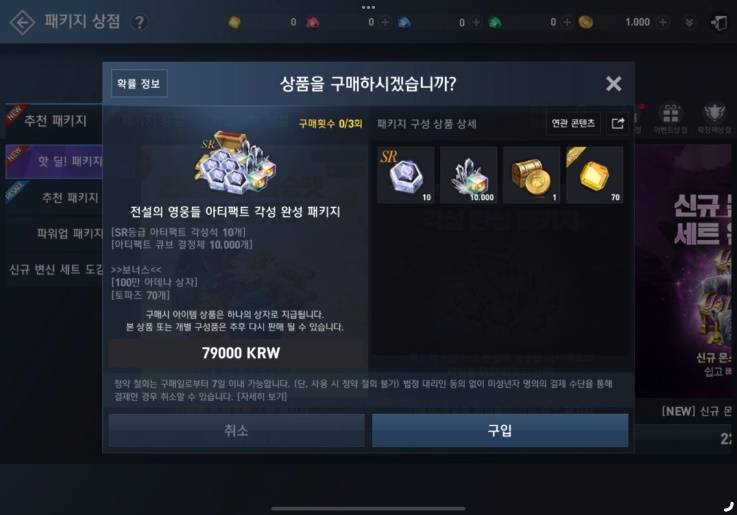 패키지 상점 ?
0
0
0
0
1.000
NEW
추천 패키지
NEW
핫 딜! 패키지
추천 패키지
파워업 패키지
신규 변신 세트 도감
확률 정보
상품을 구매하시겠습니까?
구매횟수 0/3회
SR
전설의 영웅들 아티팩트 각성 완성 패키지
[SR등급 아티팩트 각성석 10개]
[아티팩트 큐브 결정체 10.000개]
>>보너스<<
[100만 아데나 상자]
[토파즈 70개]
구매시 아이템 상품은 하나의 상자로 지급됩니다.
본 상품 또는 개별 구성품은 추후 다시 판매 될 수 있습니다.
79000 KRW
패키지 구성 상품 상세
연관 콘텐츠
SR
10
10.000
1
70
청약 철회는 구매일로부터 7일 이내 가능합니다. (단, 사용 시 청약 철회 불가) 법정 대리인 동의 없이 미성년자 명의의 결제 수단을 통해
결제한 경우 취소할 수 있습니다. [자세히 보기]
취소
구입
이벤트상점
신규
세트
신규 몬
쉽고
[NEW] 신규 몬
22